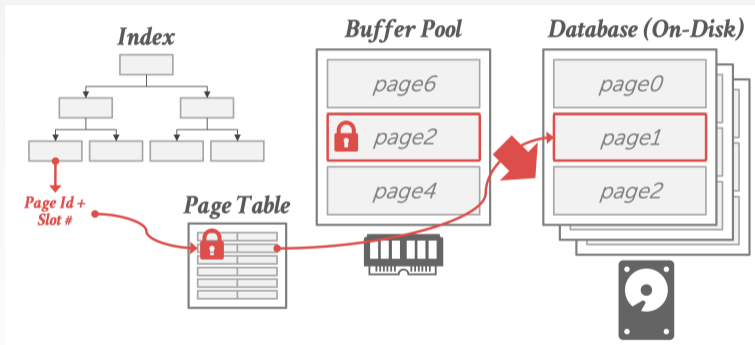 Index
Buffer Pool
Database (On-Disk)
page6
page0
page2
page1
page4
page2
Page Id +
Slot #
Page Table